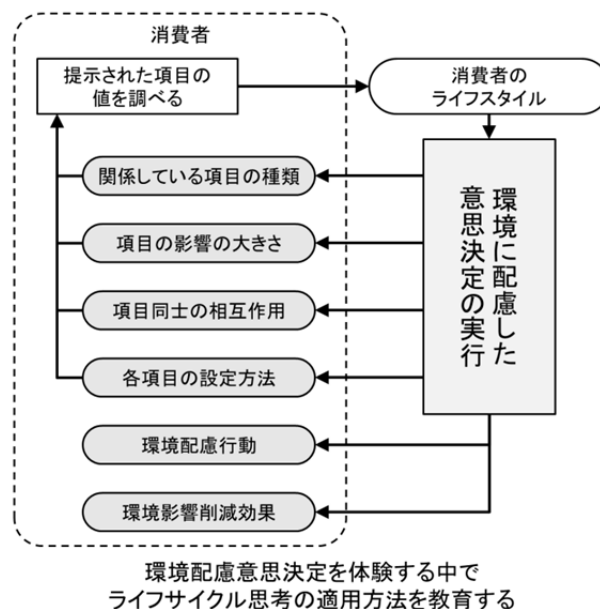 消費者
提示された項目の
値を調べる
消費者の
ライフスタイル
関係している項目の種類
項目の影響の大きさ
項目同士の相互作用
各項目の設定方法
環境配慮行動
環境影響削減効果
環境に配慮した
意思決定の実行
環境配慮意思決定を体験する中で
ライフサイクル思考の適用方法を教育する